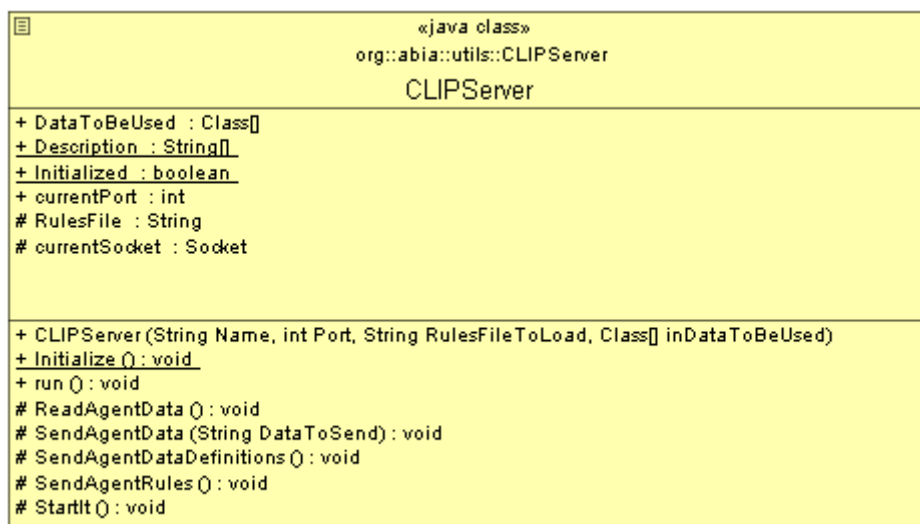 «java class»
org::abia::utils::CLIPServer
CLIPServer
+ DataToBeUsed : Class[]
+ Description : String[]
+ Initialized : boolean
+ currentPort : int
# RulesFile : String
# currentSocket : Socket
+ CLIPServer (String Name, int Port, String RulesFileToLoad, Class[] inDataToBeUsed)
+ Initialize () : void
+ run () : void
# ReadAgentData () : void
# SendAgentData (String DataToSend) : void
# SendAgentDataDefinitions () : void
# SendAgentRules () : void
# StartIt () : void